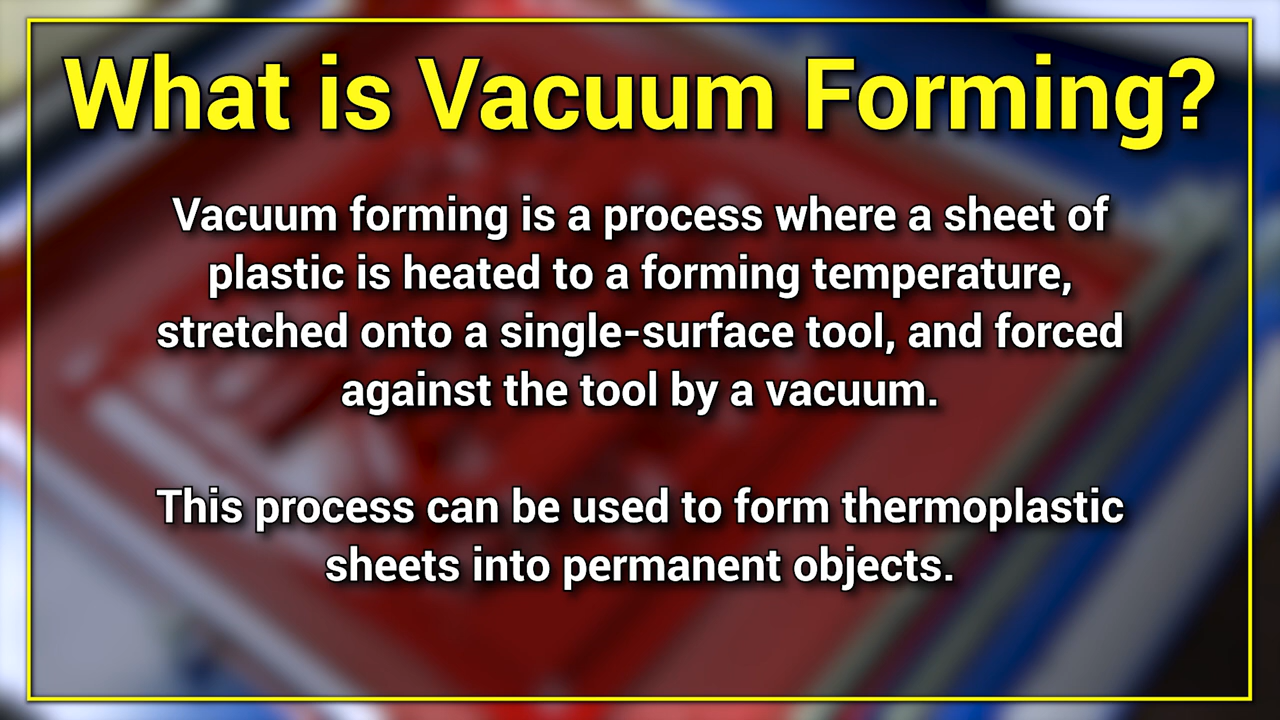 What is Vacuum Forming?
Vacuum forming is a process where a sheet of
plastic is heated to a forming temperature,
stretched onto a single-surface tool, and forced
against the tool by a vacuum.
This process can be used to form thermoplastic
sheets into permanent objects.